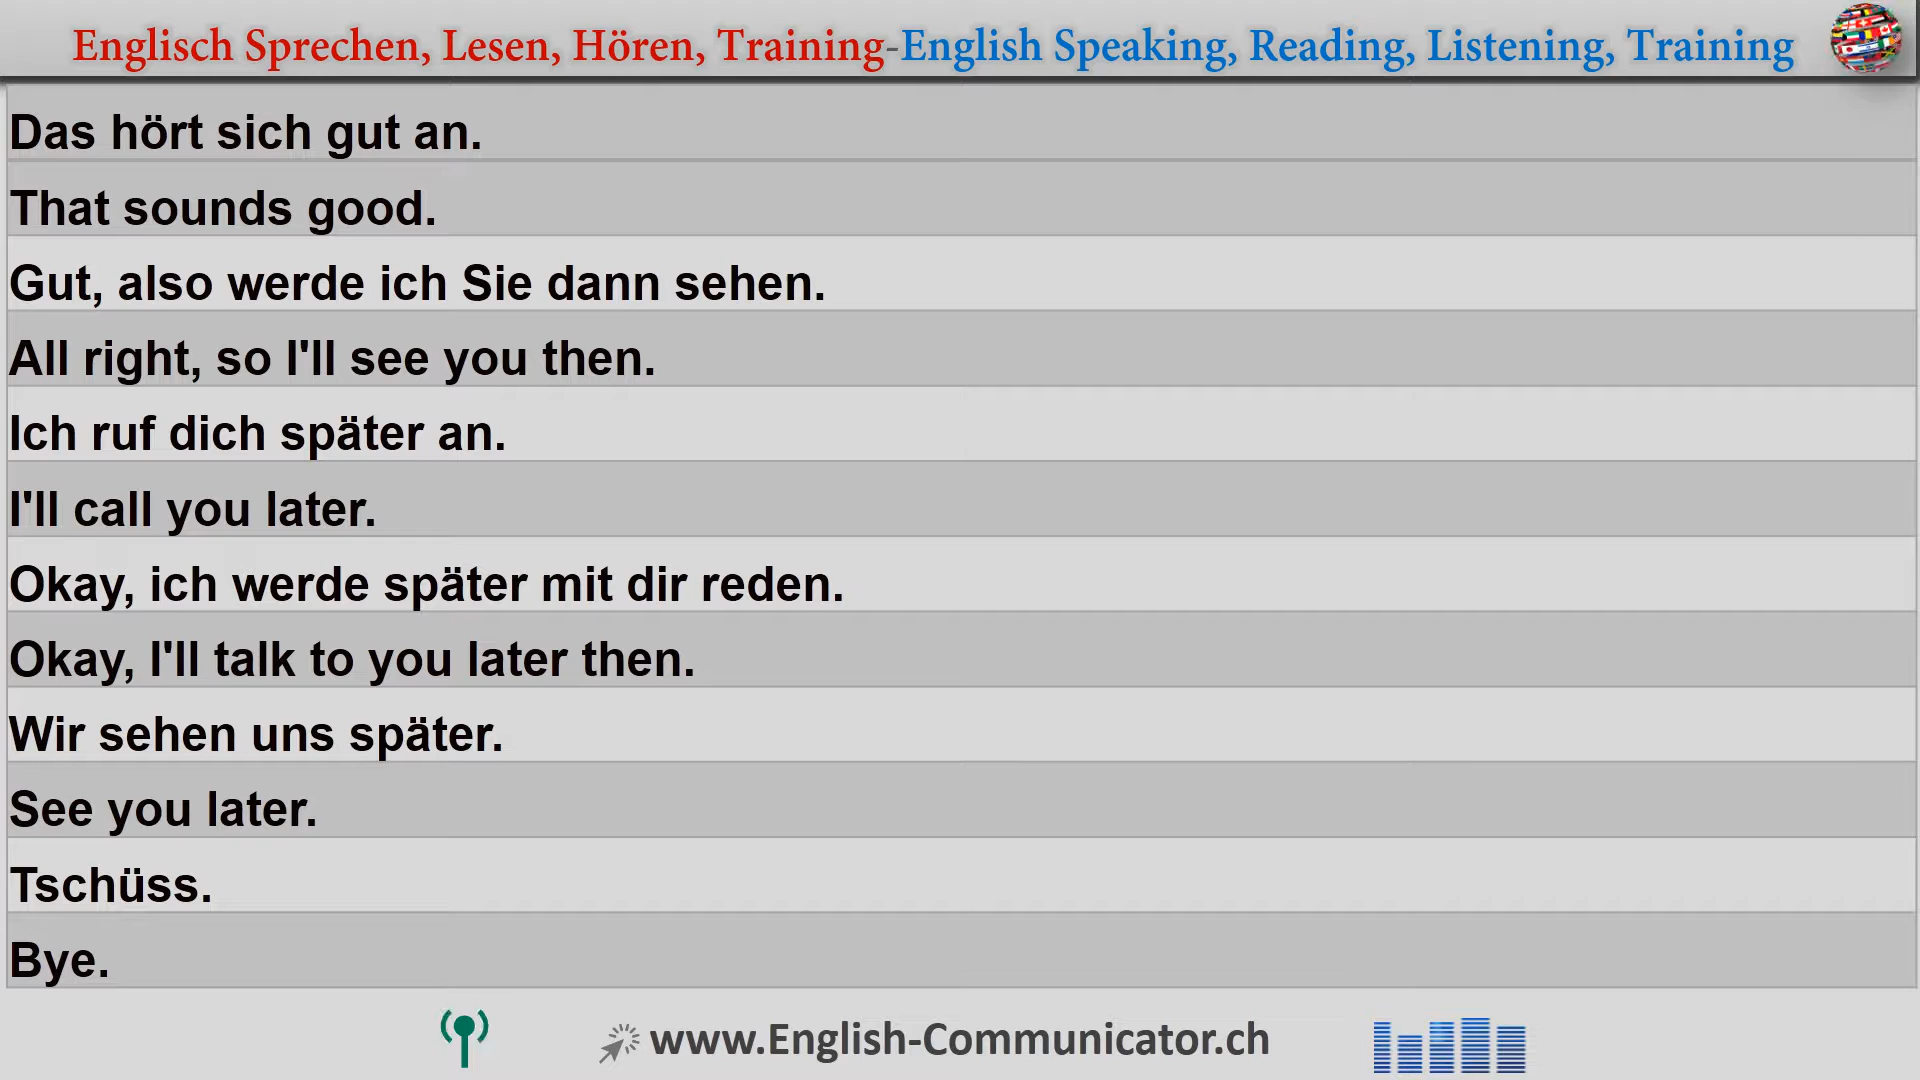 Englisch Sprechen, Lesen, Hören, Training-English Speaking, Reading, Listening, Training
Das hört sich gut an.
That sounds good.
Gut, also werde ich Sie dann sehen.
All right, so I'll see you then.
Ich ruf dich später an.
I'll call you later.
Okay, ich werde später mit dir reden.
Okay, I'll talk to you later then.
Wir sehen uns später.
See you later.
Tschüss.
Bye.
www.English-Communicator.ch